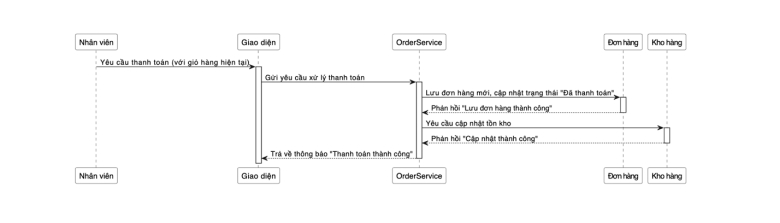 Nhân viên Giao diện OrderService Đơn hàng Kho hàng
Yêu cầu thanh toán (với giỏ hàng hiện tại)
Gửi yêu cầu xử lý thanh toán
Lưu đơn hàng mới, cập nhật trạng thái "Đã thanh toán"
Phản hồi "Lưu đơn hàng thành công"
Yêu cầu cập nhật tồn kho
Phản hồi "Cập nhật thành công"
Trả về thông báo "Thanh toán thành công"
Nhân viên Giao diện OrderService Đơn hàng Kho hàng